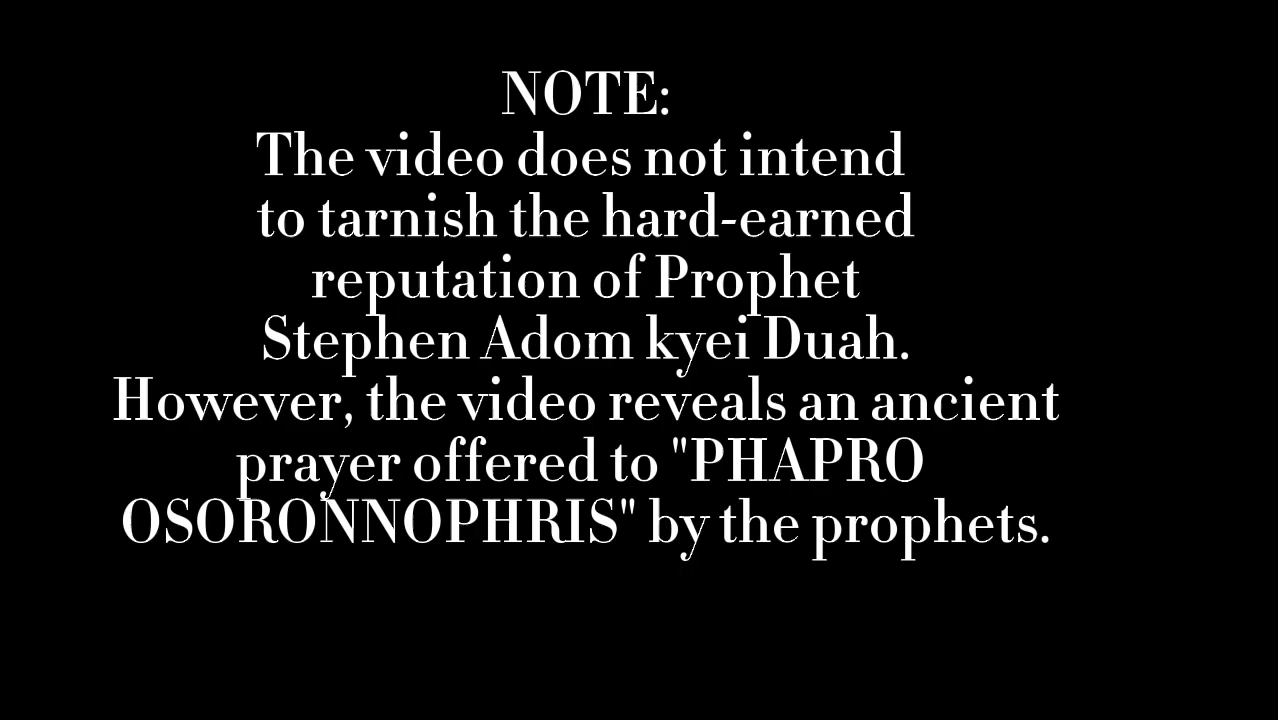 NOTE:
The video does not intend
to tarnish the hard-earned
reputation of Prophet
Stephen Adom kyei Duah.
However, the video reveals an ancient
prayer offered to "PHAPRO
OSORONNOPHRIS" by the prophets.